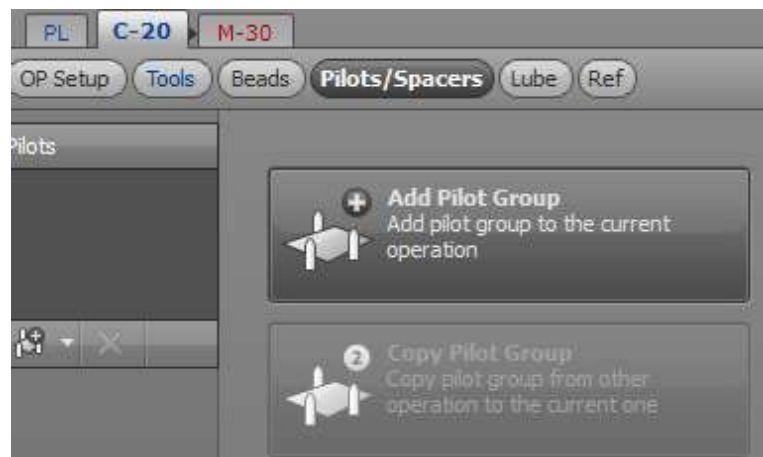 PL C-20 M-30
OP Setup Tools Beads Pilots/Spacers Lube Ref
Pilots
Add Pilot Group
Add pilot group to the current
operation
2
Copy Pilot Group
Copy pilot group from other
operation to the current one